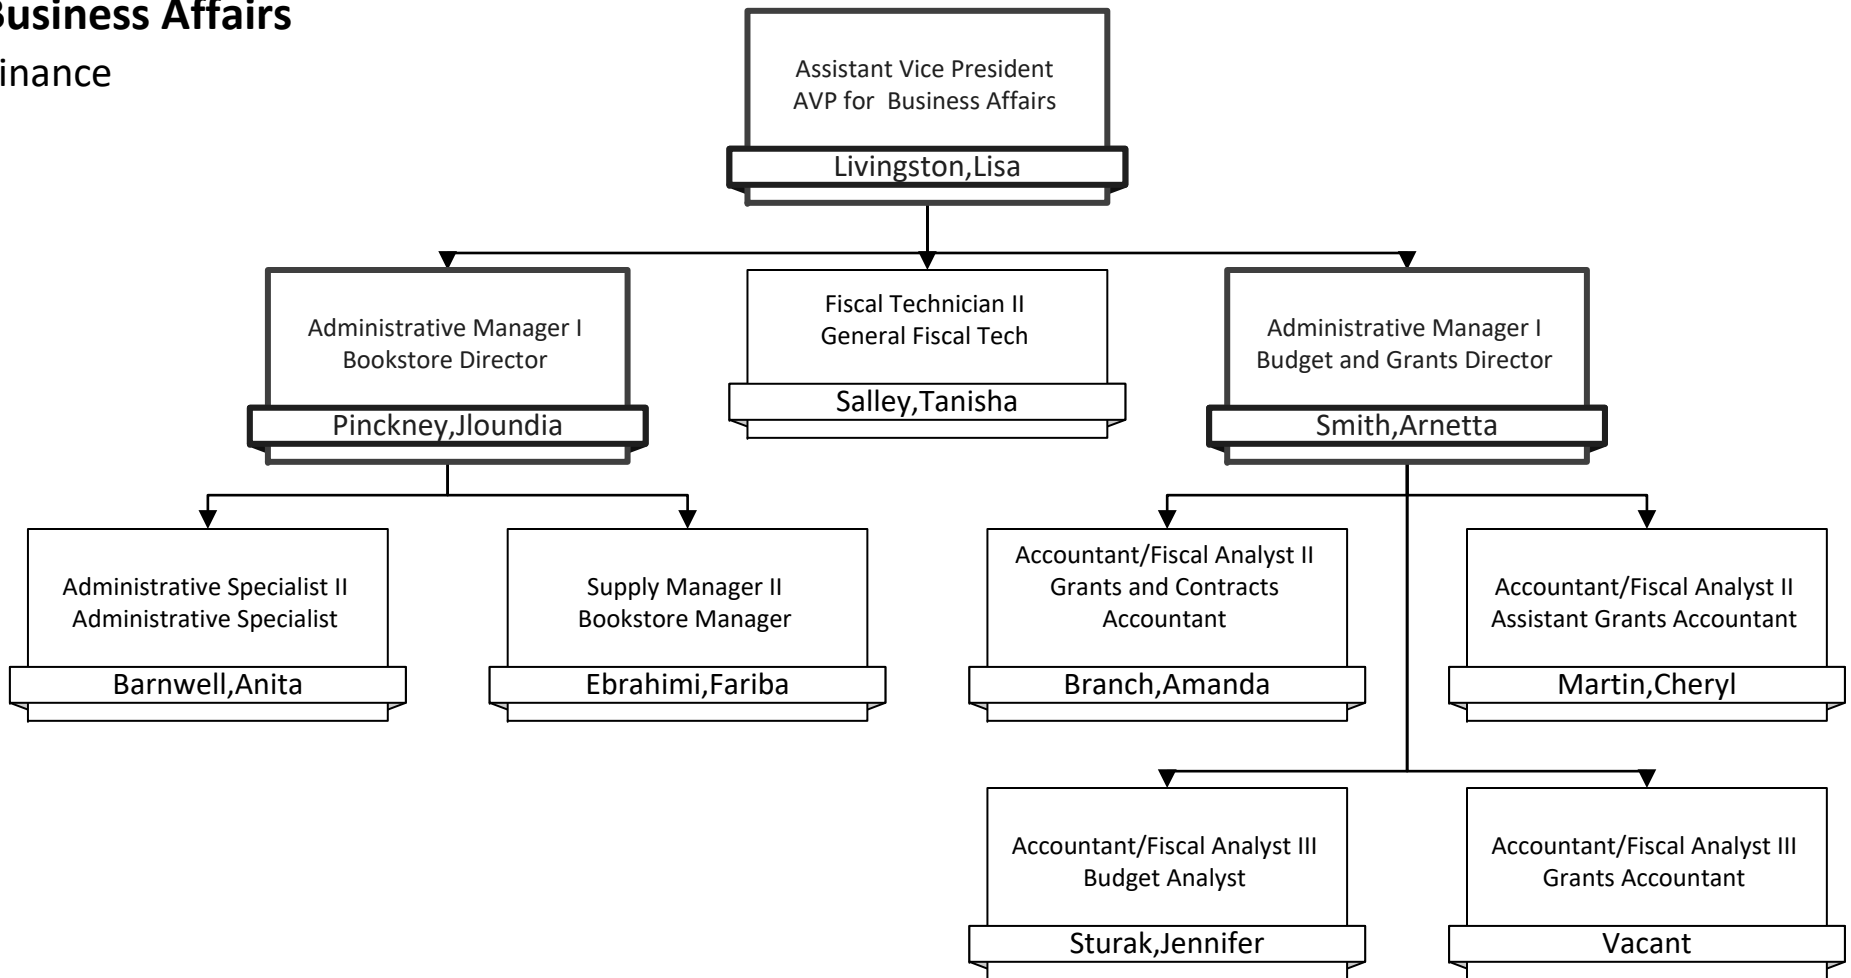 Business Affairs
inance
Assistant Vice President
AVP for  Business Affairs
Livingston,Lisa
Administrative Manager I
Bookstore Director
Pinckney,Jloundia
Fiscal Technician II
General Fiscal Tech
Salley,Tanisha
Administrative Manager I
Budget and Grants Director
Smith,Arnetta
Administrative Specialist II
Administrative Specialist
Barnwell,Anita
Supply Manager II
Bookstore Manager
Ebrahimi,Fariba
Accountant/Fiscal Analyst II
Grants and Contracts
Accountant
Branch,Amanda
Accountant/Fiscal Analyst II
Assistant Grants Accountant
Martin,Cheryl
Accountant/Fiscal Analyst III
Budget Analyst
Sturak,Jennifer
Accountant/Fiscal Analyst III
Grants Accountant
Vacant